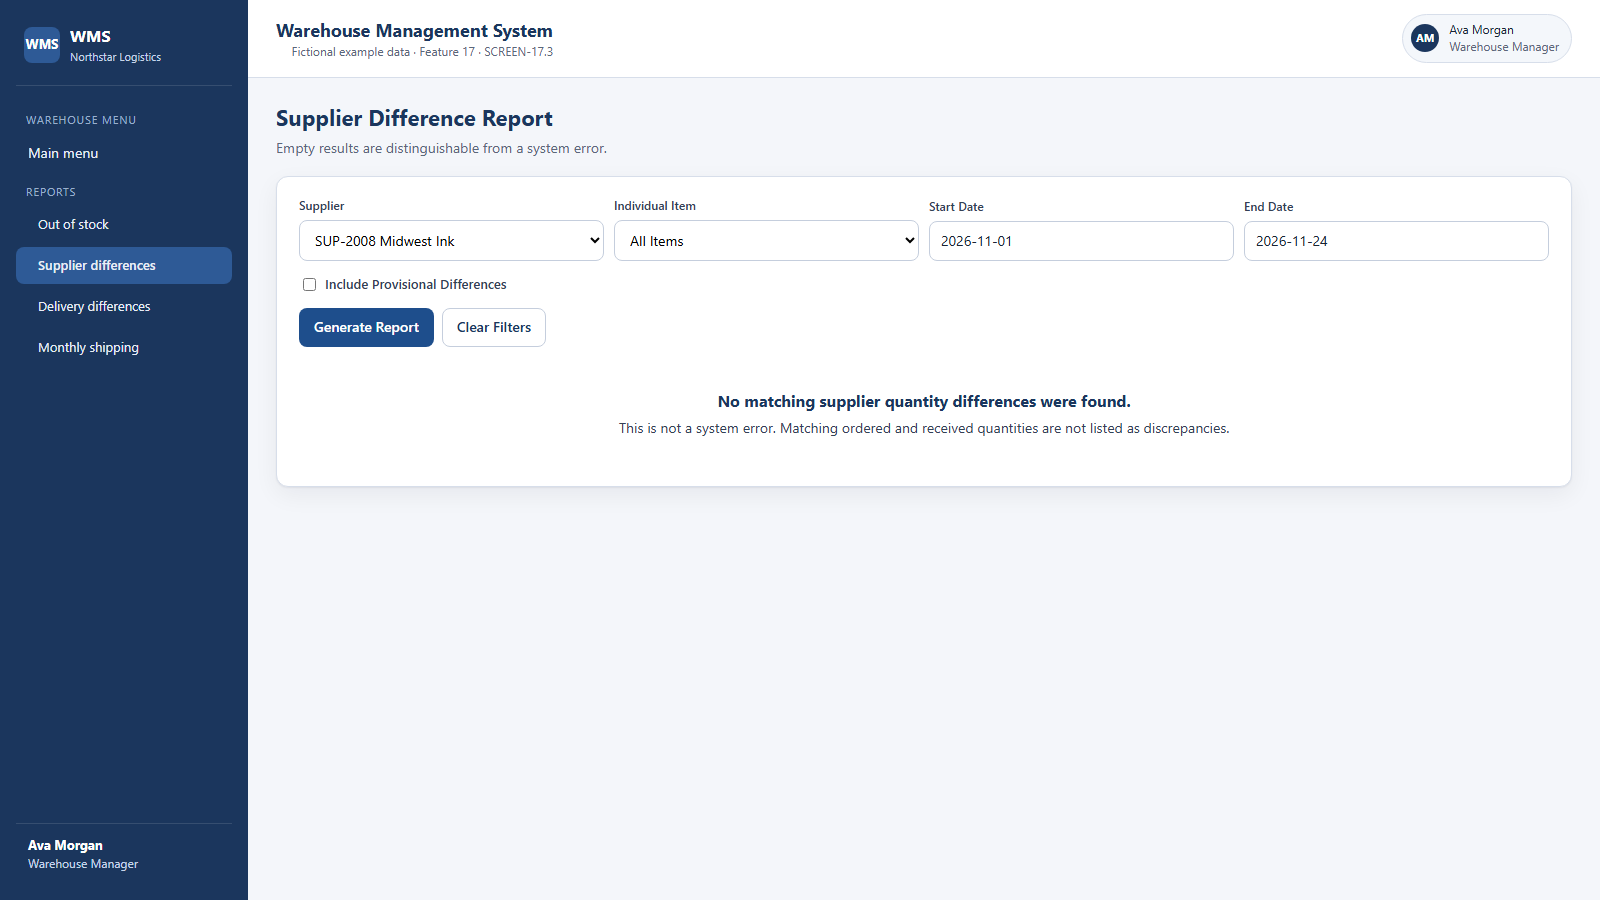 WMS
WMS
Northstar Logistics
WAREHOUSE MENU
Main menu
REPORTS
Out of stock
Supplier differences
Delivery differences
Monthly shipping
Ava Morgan
Warehouse Manager
Warehouse Management System
Fictional example data · Feature 17 · SCREEN-17.3
AM
Ava Morgan
Warehouse Manager
Supplier Difference Report
Empty results are distinguishable from a system error.
Supplier
SUP-2008 Midwest Ink
Individual Item
All Items
Start Date
2026-11-01
End Date
2026-11-24
Include Provisional Differences
Generate Report
Clear Filters
No matching supplier quantity differences were found.
This is not a system error. Matching ordered and received quantities are not listed as discrepancies.